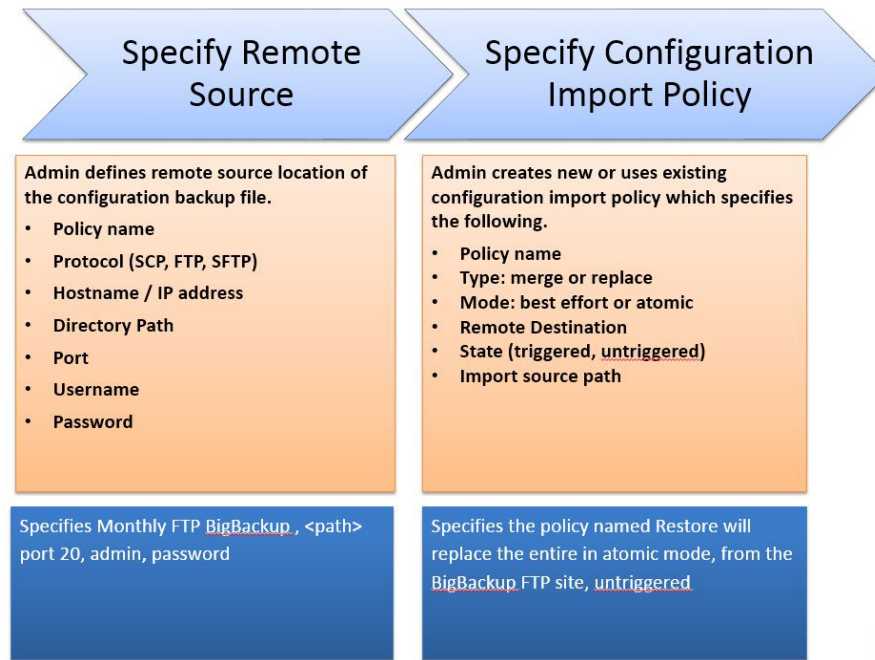 Specify Remote
Source
Specify Configuration
Import Policy
Admin defines remote source location of
the configuration backup file.
• Policy name
• Protocol (SCP, FTP, SFTP)
• Hostname / IP address
• Directory Path
• Port
• Username
• Password
Admin creates new or uses existing
configuration import policy which specifies
the following.
• Policy name
• Type: merge or replace
• Mode: best effort or atomic
• Remote Destination
• State (triggered, untriggered)
• Import source path
Specifies Monthly FTP BigBackup , <path>
port 20, admin, password
Specifies the policy named Restore will
replace the entire in atomic mode, from the
BigBackup FTP site, untriggered